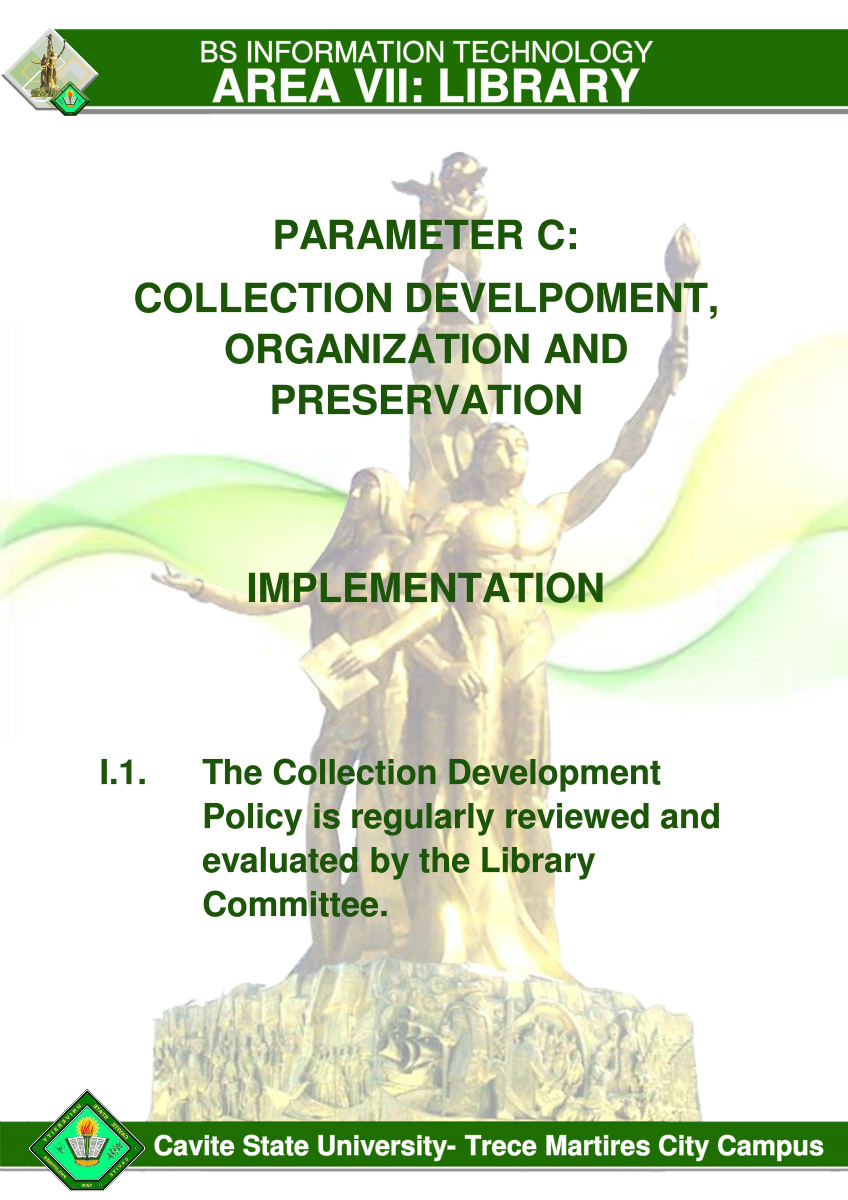 BS INFORMATION TECHNOLOGY
AREA VII: LIBRARY
PARAMETER C:
COLLECTION DEVELPOMENT,
ORGANIZATION AND
PRESERVATION
IMPLEMENTATION
I.1. The Collection Development
Policy is regularly reviewed and
evaluated by the Library
Committee.
Cavite State University- Trece Martires City Campus